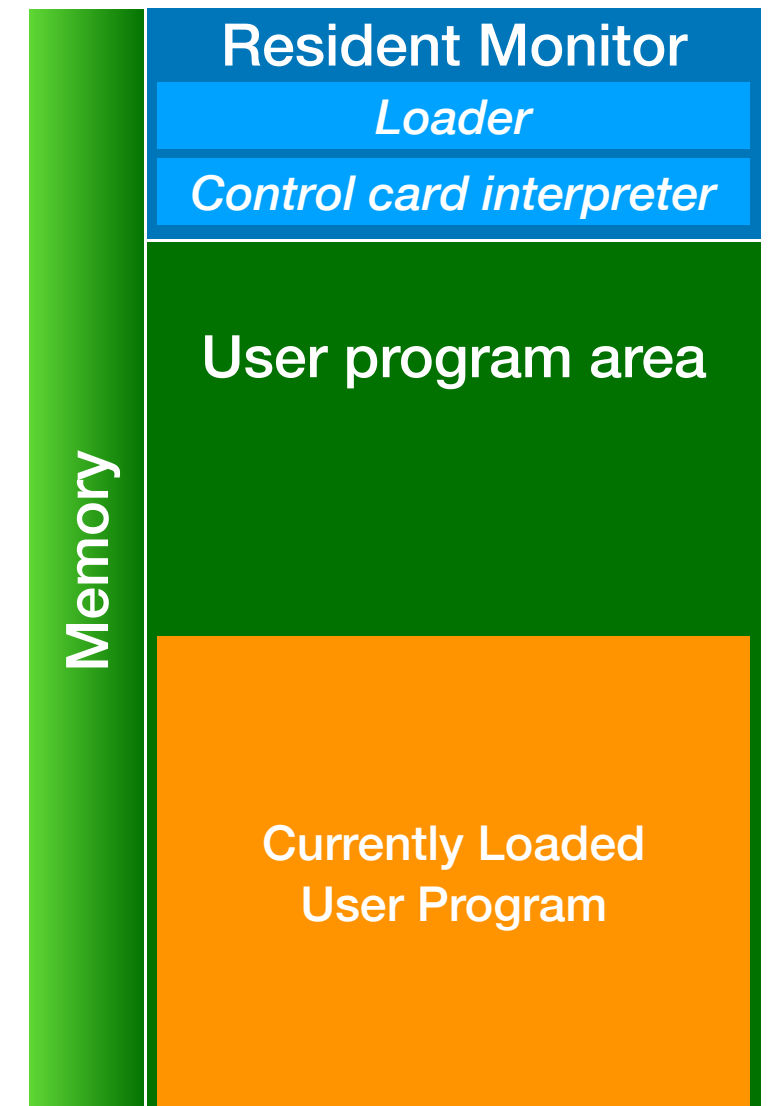 Resident Monitor
Loader
Control card interpreter
User program area
Memory
Currently Loaded
User Program